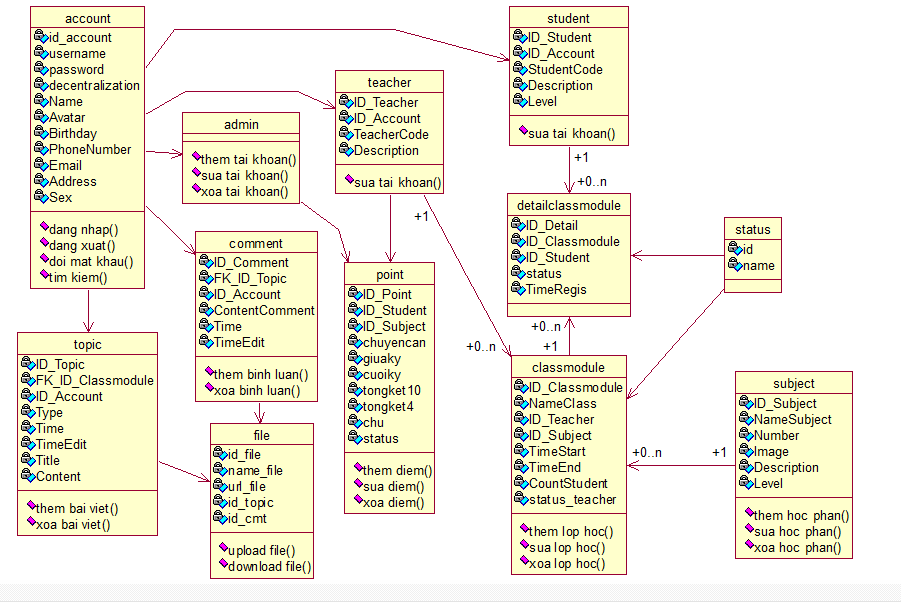 account
id_account
username
password
decentralization
Name
Avatar
Birthday
PhoneNumber
Email
Address
Sex
dang nhap()
dang xuat()
doi mat khau()
tim kiem()
student
ID_Student
ID_Account
StudentCode
Description
Level
sua tai khoan()
teacher
ID_Teacher
ID_Account
TeacherCode
Description
sua tai khoan()
admin
them tai khoan()
sua tai khoan()
xoa tai khoan()
+1
+0..n
+1
detailclassmodule
ID_Detail
ID_Classmodule
ID_Student
status
TimeRegis
status
id
name
comment
ID_Comment
FK_ID_Topic
ID_Account
ContentComment
Time
TimeEdit
them binh luan()
xoa binh luan()
point
ID_Point
ID_Student
ID_Subject
chuyencan
giuaky
cuoiky
tongket10
tongket4
chu
status
them diem()
sua diem()
xoa diem()
+0..n
+1
+0..n
topic
ID_Topic
FK_ID_Classmodule
ID_Account
Type
Time
TimeEdit
Title
Content
them bai viet()
xoa bai viet()
file
id_file
name_file
url_file
id_topic
id_cmt
upload file()
download file()
classmodule
ID_Classmodule
NameClass
ID_Teacher
ID_Subject
TimeStart
TimeEnd
CountStudent
status_teacher
them lop hoc()
sua lop hoc()
xoa lop hoc()
+0..n
+1
subject
ID_Subject
NameSubject
Number
Image
Description
Level
them hoc phan()
sua hoc phan()
xoa hoc phan()